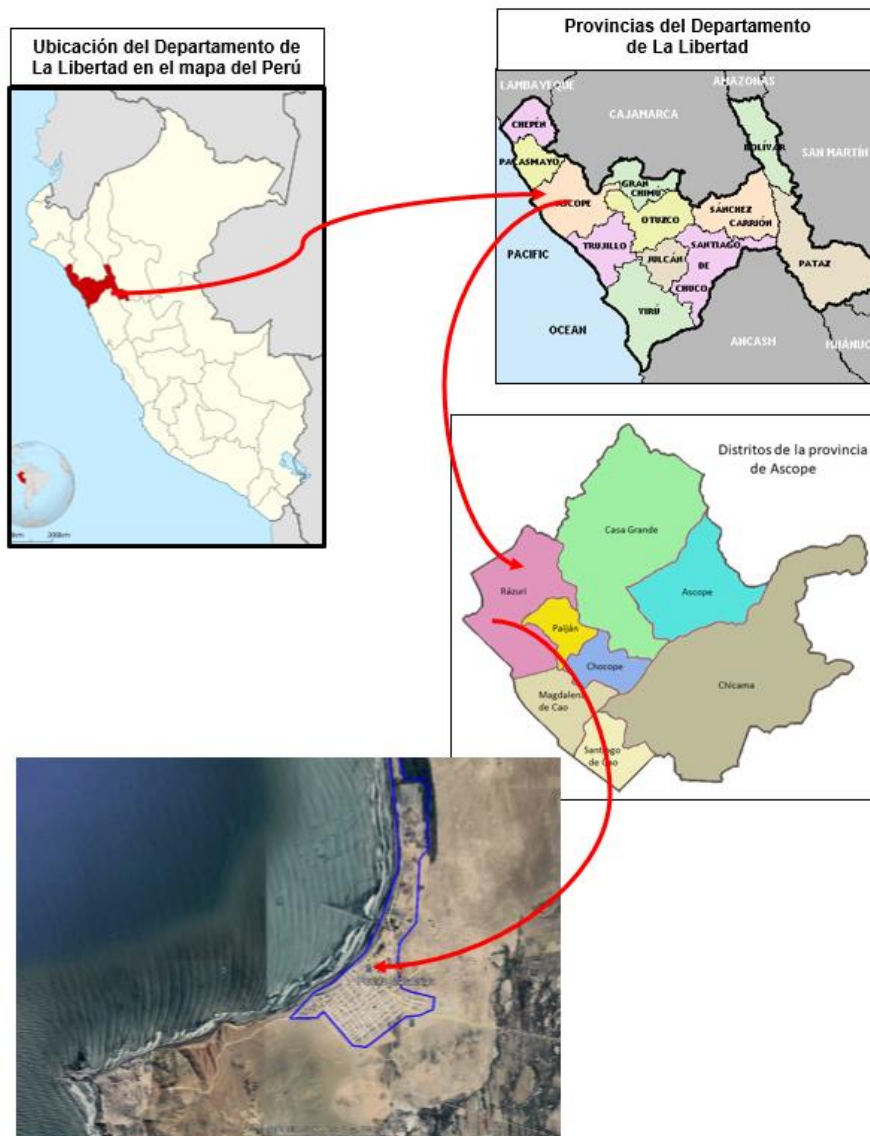 Ubicación del Departamento de
La Libertad en el mapa del Perú
Provincias del Departamento
de La Libertad
LAMBAYEQUE
AMAZONAS
CAJAMARCA
SAN MARTÍN
CHEPÉN
PACASMAYO
BOLÍVAR
GRAN
CHIMÚ
ASCOPE
OTUZCO
SÁNCHEZ
CARRIÓN
TRUJILLO
SANTIAGO
DE
CHUCO
JULCÁN
PATAZ
PACIFIC
OCEAN
VIRÚ
ANCASH
HUÁNUCO
300km
Distritos de la provincia
de Ascope
Casa Grande
Rázuri
Ascope
Paiján
Chocope
Chicama
Magdalena
de Cao
Santiago
de Cao